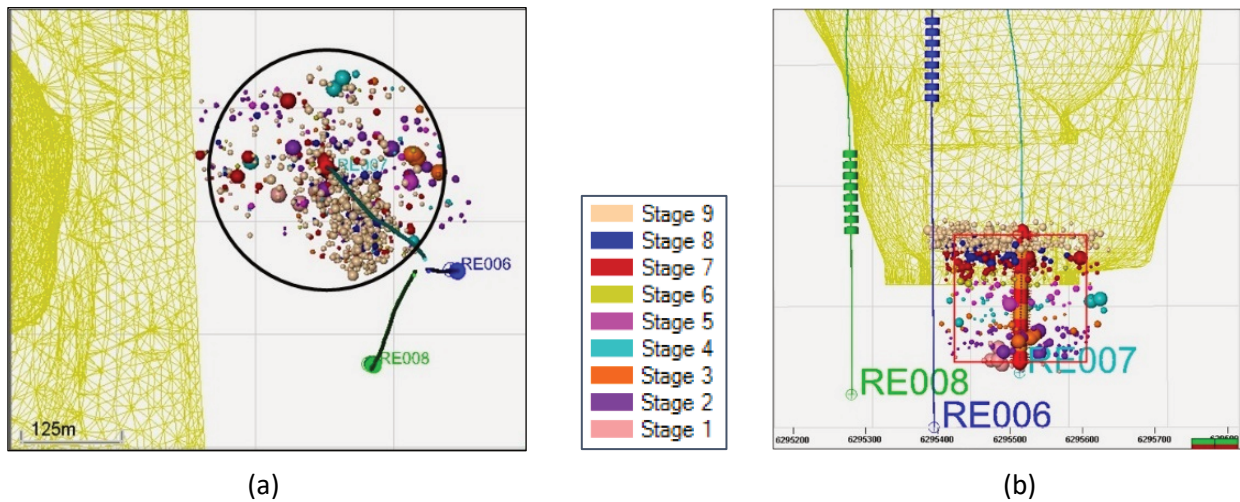 RE007
RE006
RE008
125m
Stage 9
Stage 8
Stage 7
Stage 6
Stage 5
Stage 4
Stage 3
Stage 2
Stage 1
RE008
RE007
RE006
6295200
6295300
6295400
6295500
6295600
6295700
(a)
(b)